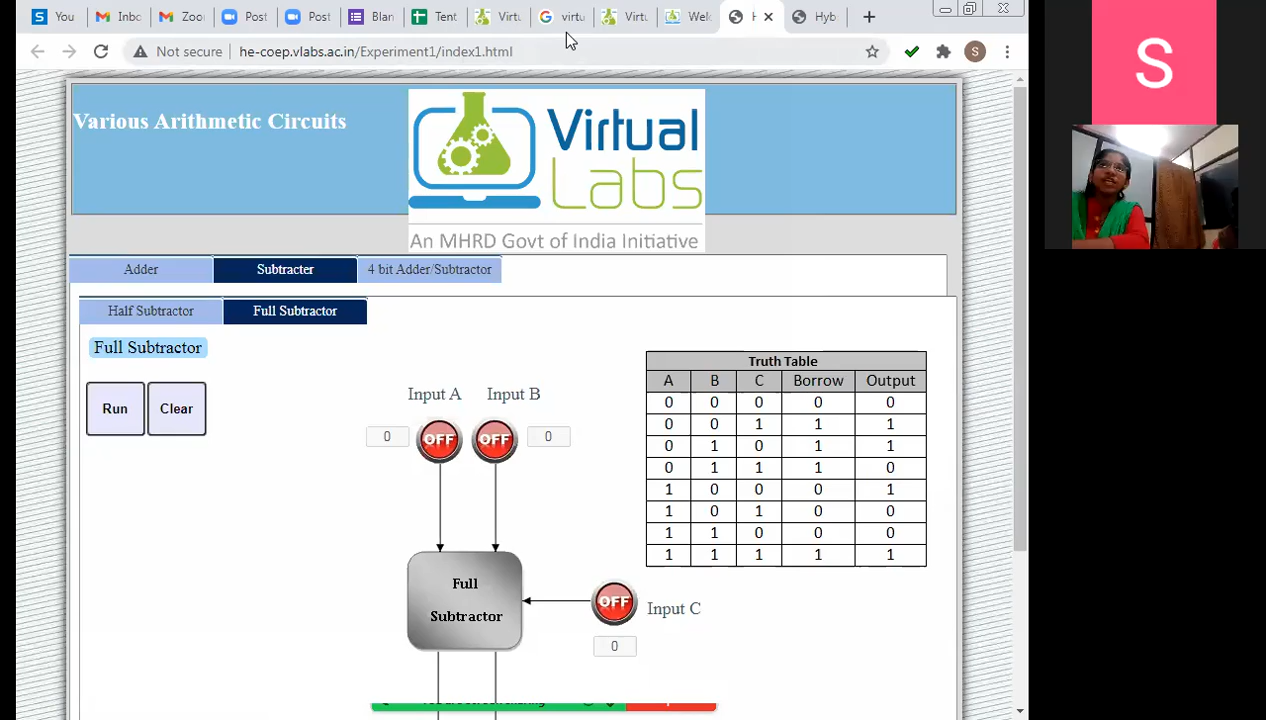 You
Inbo
Zoo
Post
Post
Blan
Tent
Virtu
virtu
Virtu
Welc
H
Hyb
Not secure he-coep.vlabs.ac.in/Experiment1/index1.html
S
S
Various Arithmetic Circuits
Virtual
Labs
An MHRD Govt of India Initiative
Adder Subtracter 4 bit Adder/Subtractor
Half Subtractor Full Subtractor
Full Subtractor
Run Clear
Input A Input B
0 OFF OFF 0
Full
Subtractor
OFF Input C
0
Truth Table
A B C Borrow Output
0 0 0 0 0
0 0 1 1 1
0 1 0 1 1
0 1 1 1 0
1 0 0 0 1
1 0 1 0 0
1 1 0 0 0
1 1 1 1 1